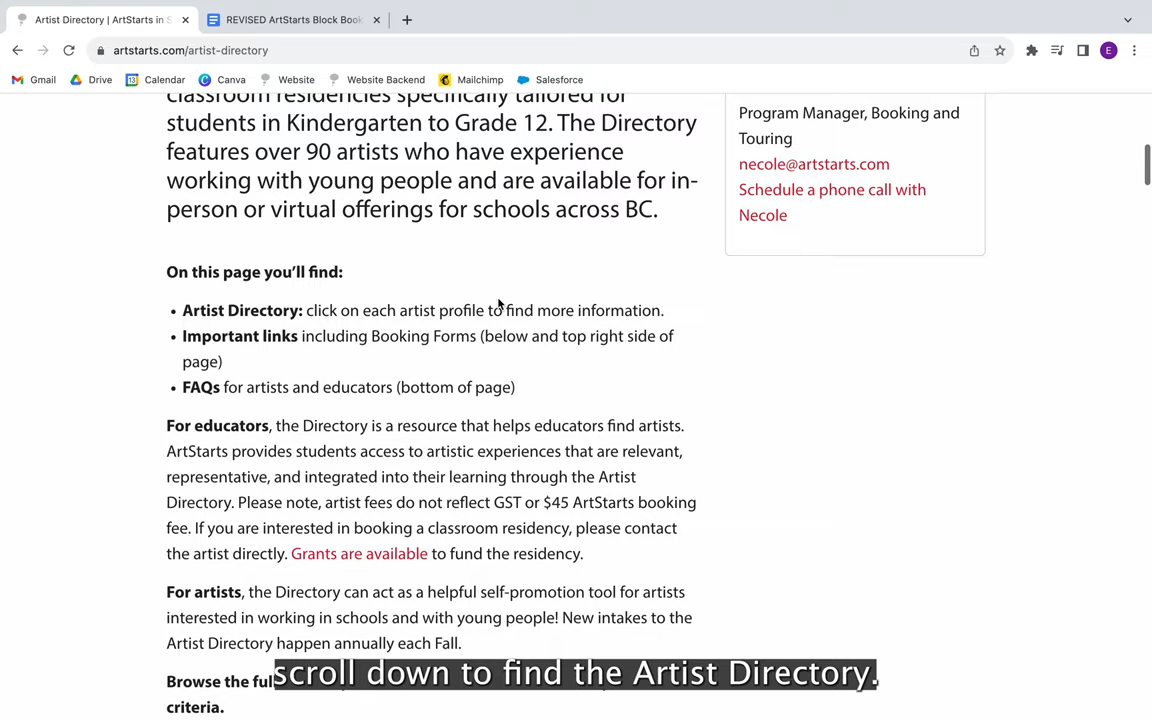 Artist Directory | ArtStarts in S
REVISED ArtStarts Block Book
artstarts.com/artist-directory
E
Gmail
Drive
Calendar
Canva
Website
Website Backend
Mailchimp
Salesforce
classroom residencies specifically tailored for
students in Kindergarten to Grade 12. The Directory
features over 90 artists who have experience
working with young people and are available for in-
person or virtual offerings for schools across BC.
Program Manager, Booking and
Touring
necole@artstarts.com
Schedule a phone call with
Necole
On this page you'll find:
• Artist Directory: click on each artist profile to find more information.
• Important links including Booking Forms (below and top right side of
page)
• FAQs for artists and educators (bottom of page)
For educators, the Directory is a resource that helps educators find artists.
ArtStarts provides students access to artistic experiences that are relevant,
representative, and integrated into their learning through the Artist
Directory. Please note, artist fees do not reflect GST or $45 ArtStarts booking
fee. If you are interested in booking a classroom residency, please contact
the artist directly. Grants are available to fund the residency.
For artists, the Directory can act as a helpful self-promotion tool for artists
interested in working in schools and with young people! New intakes to the
Artist Directory happen annually each Fall.
Browse the ful
criteria.
scroll down to find the Artist Directory.